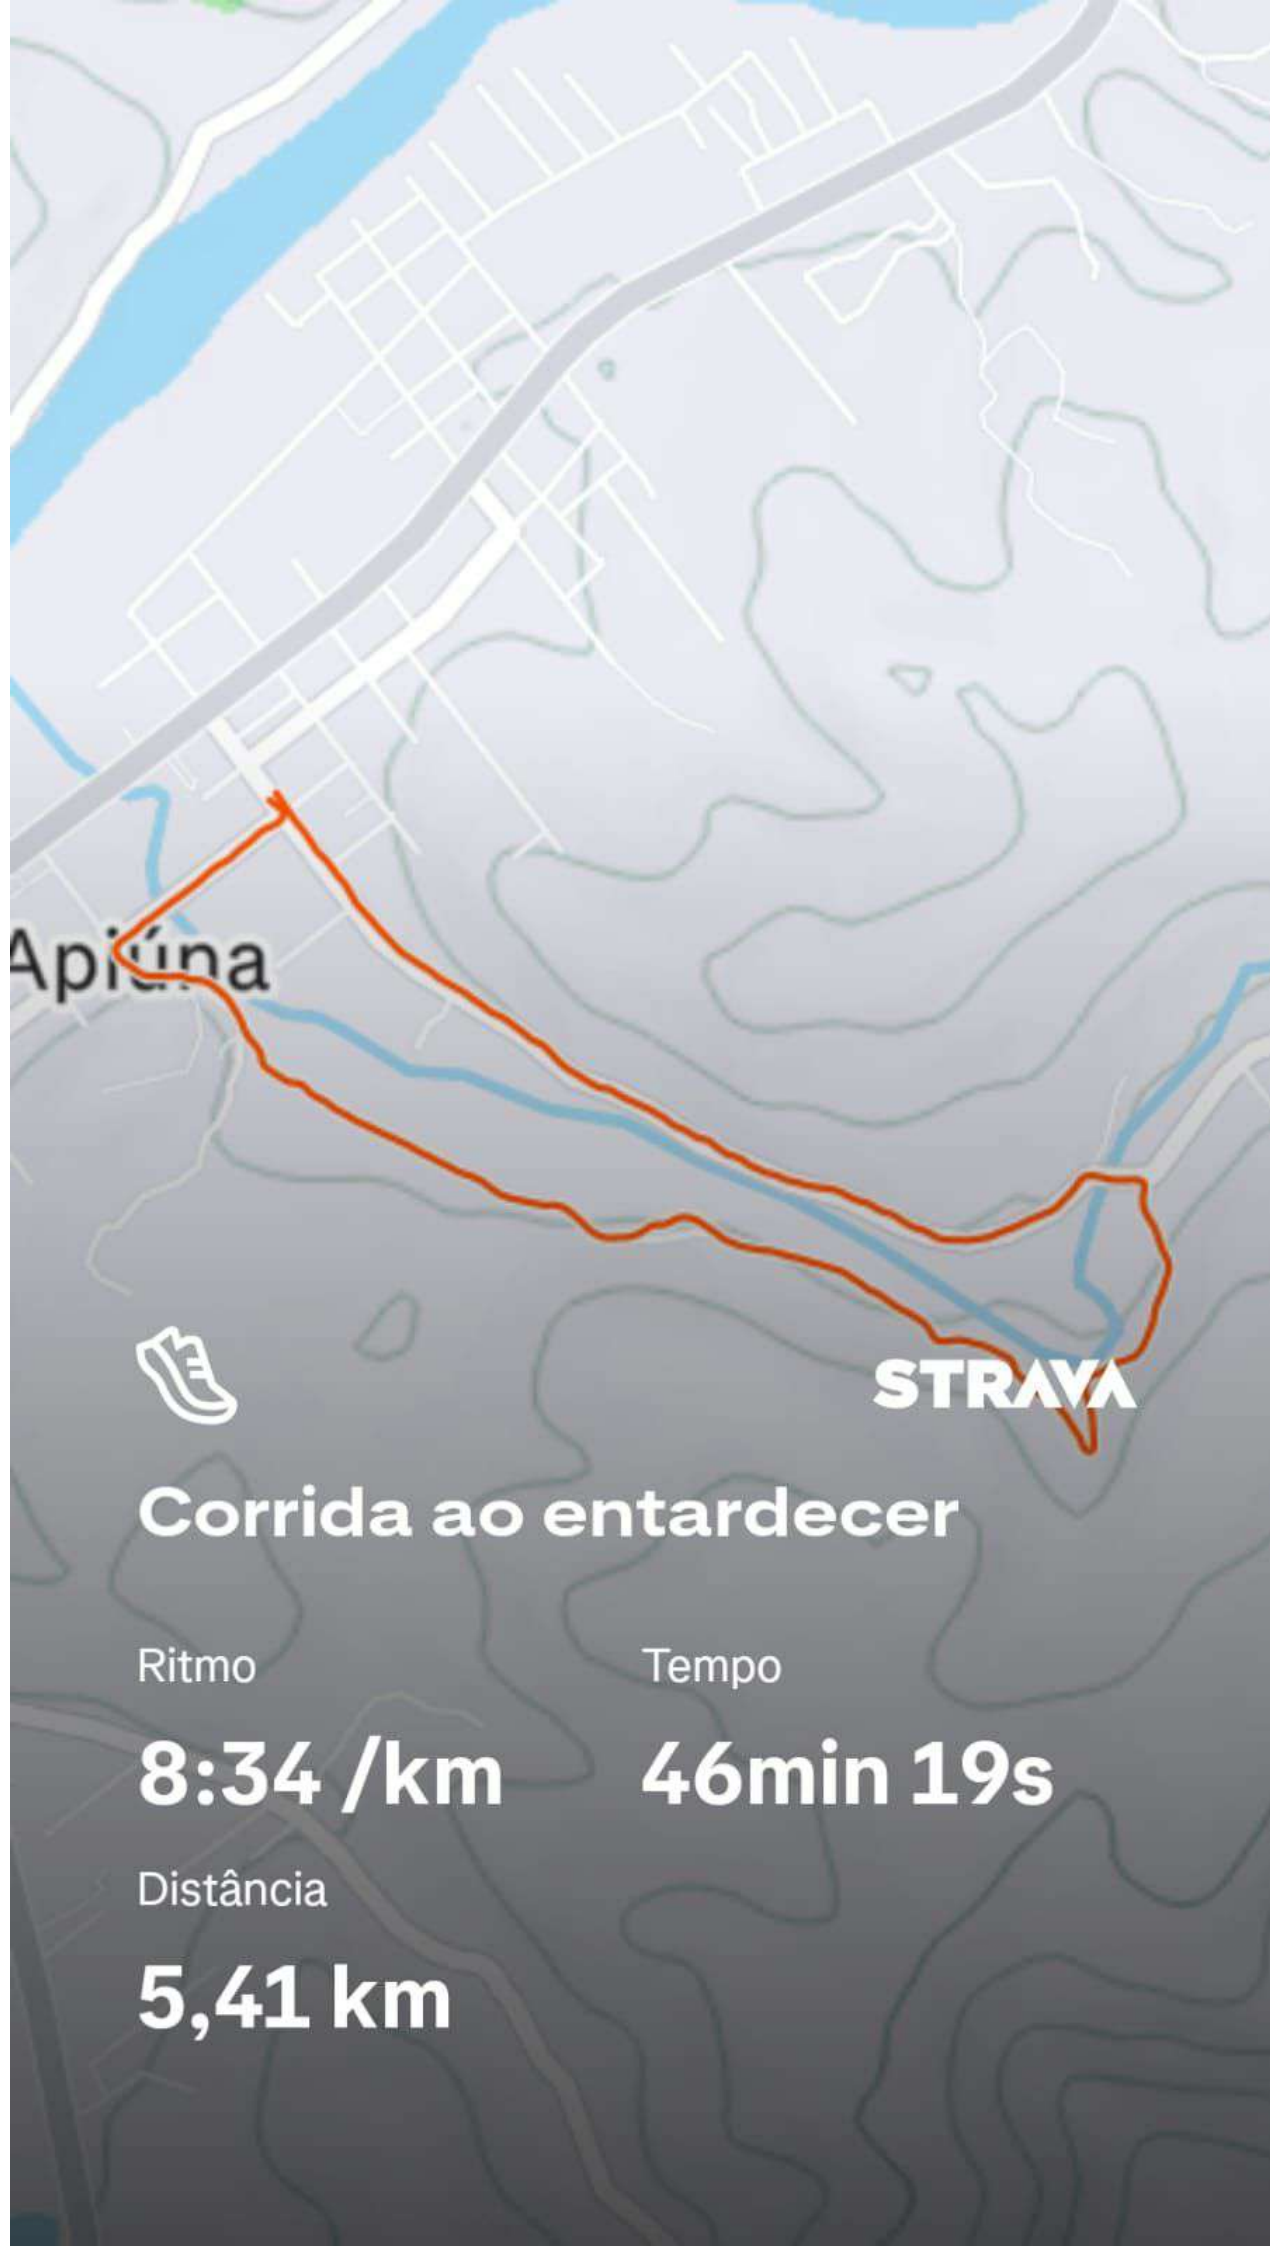 Apiúna
STRAVA
Corrida ao entardecer
Ritmo
Tempo
8:34 /km
46min 19s
Distância
5,41 km